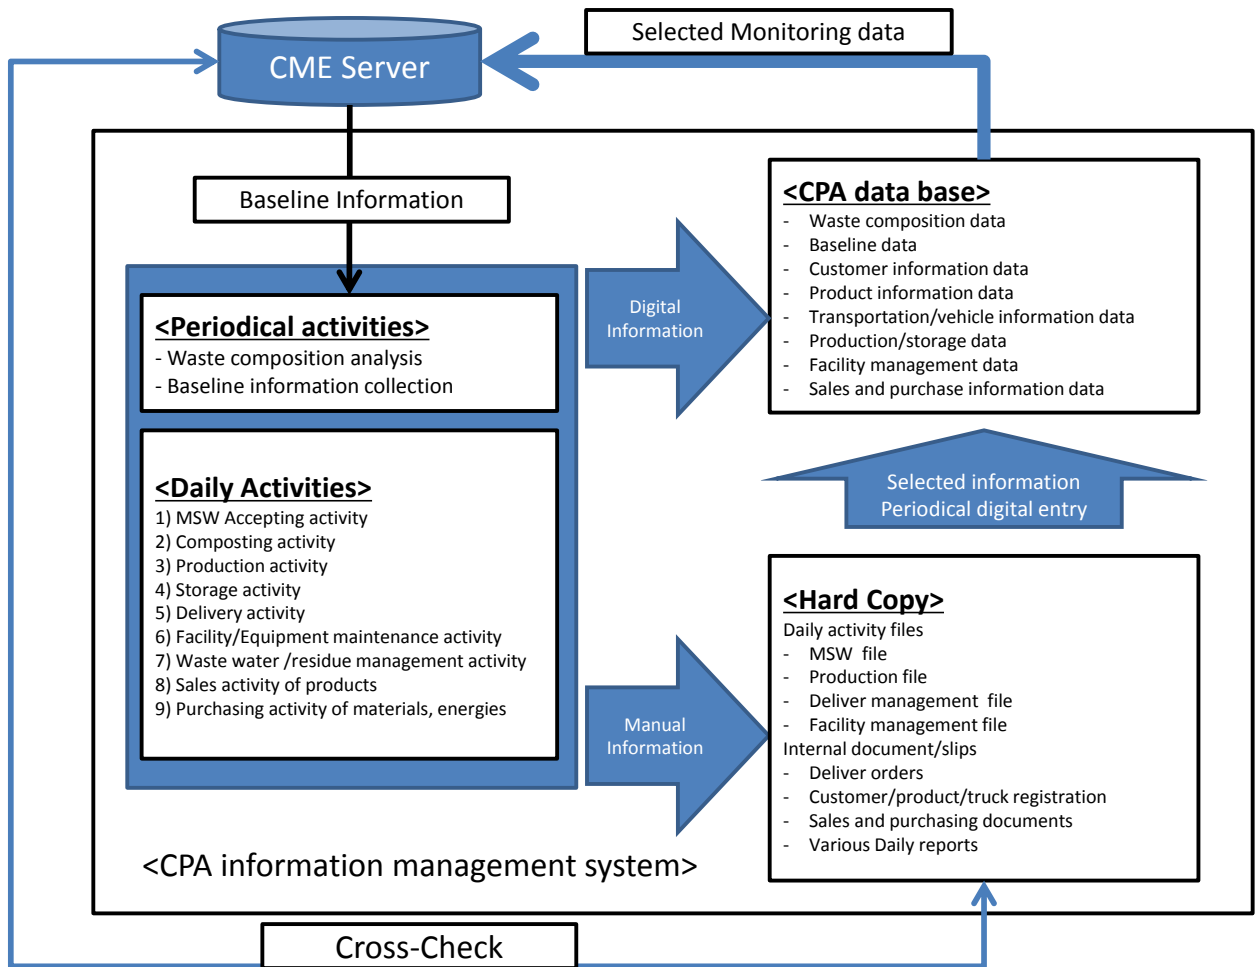 Selected Monitoring data
CME Server
Baseline Information
<Periodical activities>
- Waste composition analysis
- Baseline information collection
<Daily Activities>
1) MSW Accepting activity
2) Composting activity
3) Production activity
4) Storage activity
5) Delivery activity
6) Facility/Equipment maintenance activity
7) Waste water /residue management activity
8) Sales activity of products
9) Purchasing activity of materials, energies
Digital
Information
Manual
Information
<CPA data base>
- Waste composition data
- Baseline data
- Customer information data
- Product information data
- Transportation/vehicle information data
- Production/storage data
- Facility management data
- Sales and purchase information data
Selected information
Periodical digital entry
<Hard Copy>
Daily activity files
- MSW file
- Production file
- Deliver management file
- Facility management file
Internal document/slips
- Deliver orders
- Customer/product/truck registration
- Sales and purchasing documents
- Various Daily reports
<CPA information management system>
Cross-Check